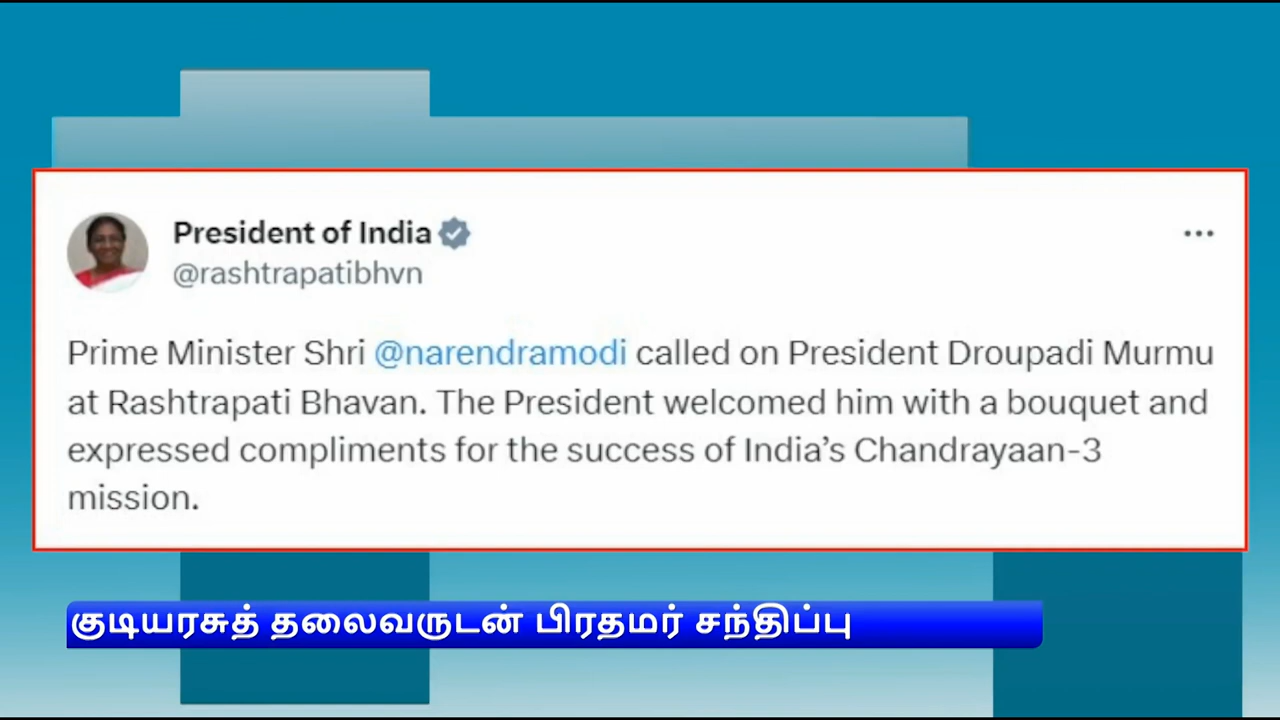 President of India
@rashtrapatibhvn
Prime Minister Shri @narendramodi called on President Droupadi Murmu
at Rashtrapati Bhavan. The President welcomed him with a bouquet and
expressed compliments for the success of India’s Chandrayaan-3
mission.
குடியரசுத் தலைவருடன் பிரதமர் சந்திப்பு